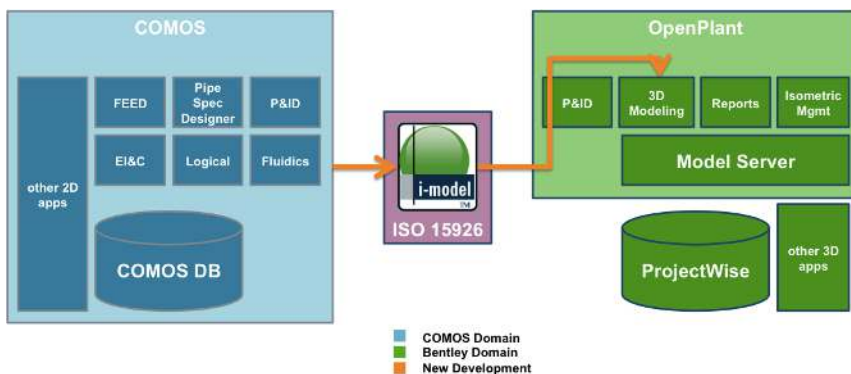 COMOS
other 2D
apps
FEED
Pipe
Spec
Designer
P&ID
EI&C
Logical
Fluidics
COMOS DB
i-model
TM
ISO 15926
OpenPlant
P&ID
3D
Modeling
Reports
Isometric
Mgmt
Model Server
ProjectWise
other 3D
apps
COMOS Domain
Bentley Domain
New Development